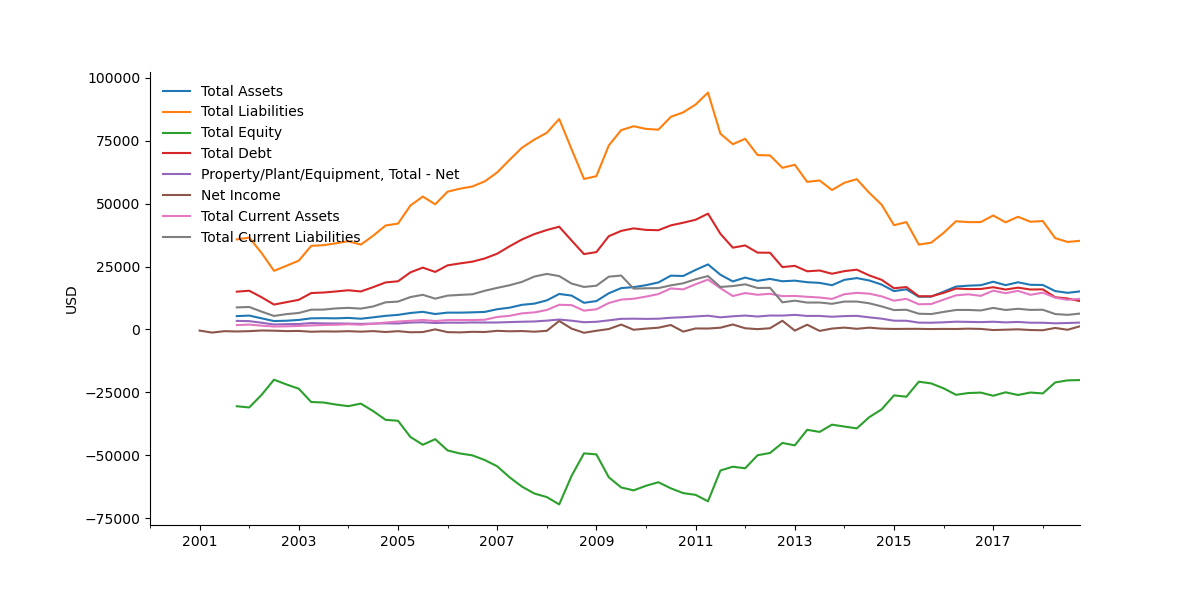 100000
75000
50000
25000
0
−25000
−50000
−75000
USD
Total Assets
Total Liabilities
Total Equity
Total Debt
Property/Plant/Equipment, Total - Net
Net Income
Total Current Assets
Total Current Liabilities
2001 2003 2005 2007 2009 2011 2013 2015 2017